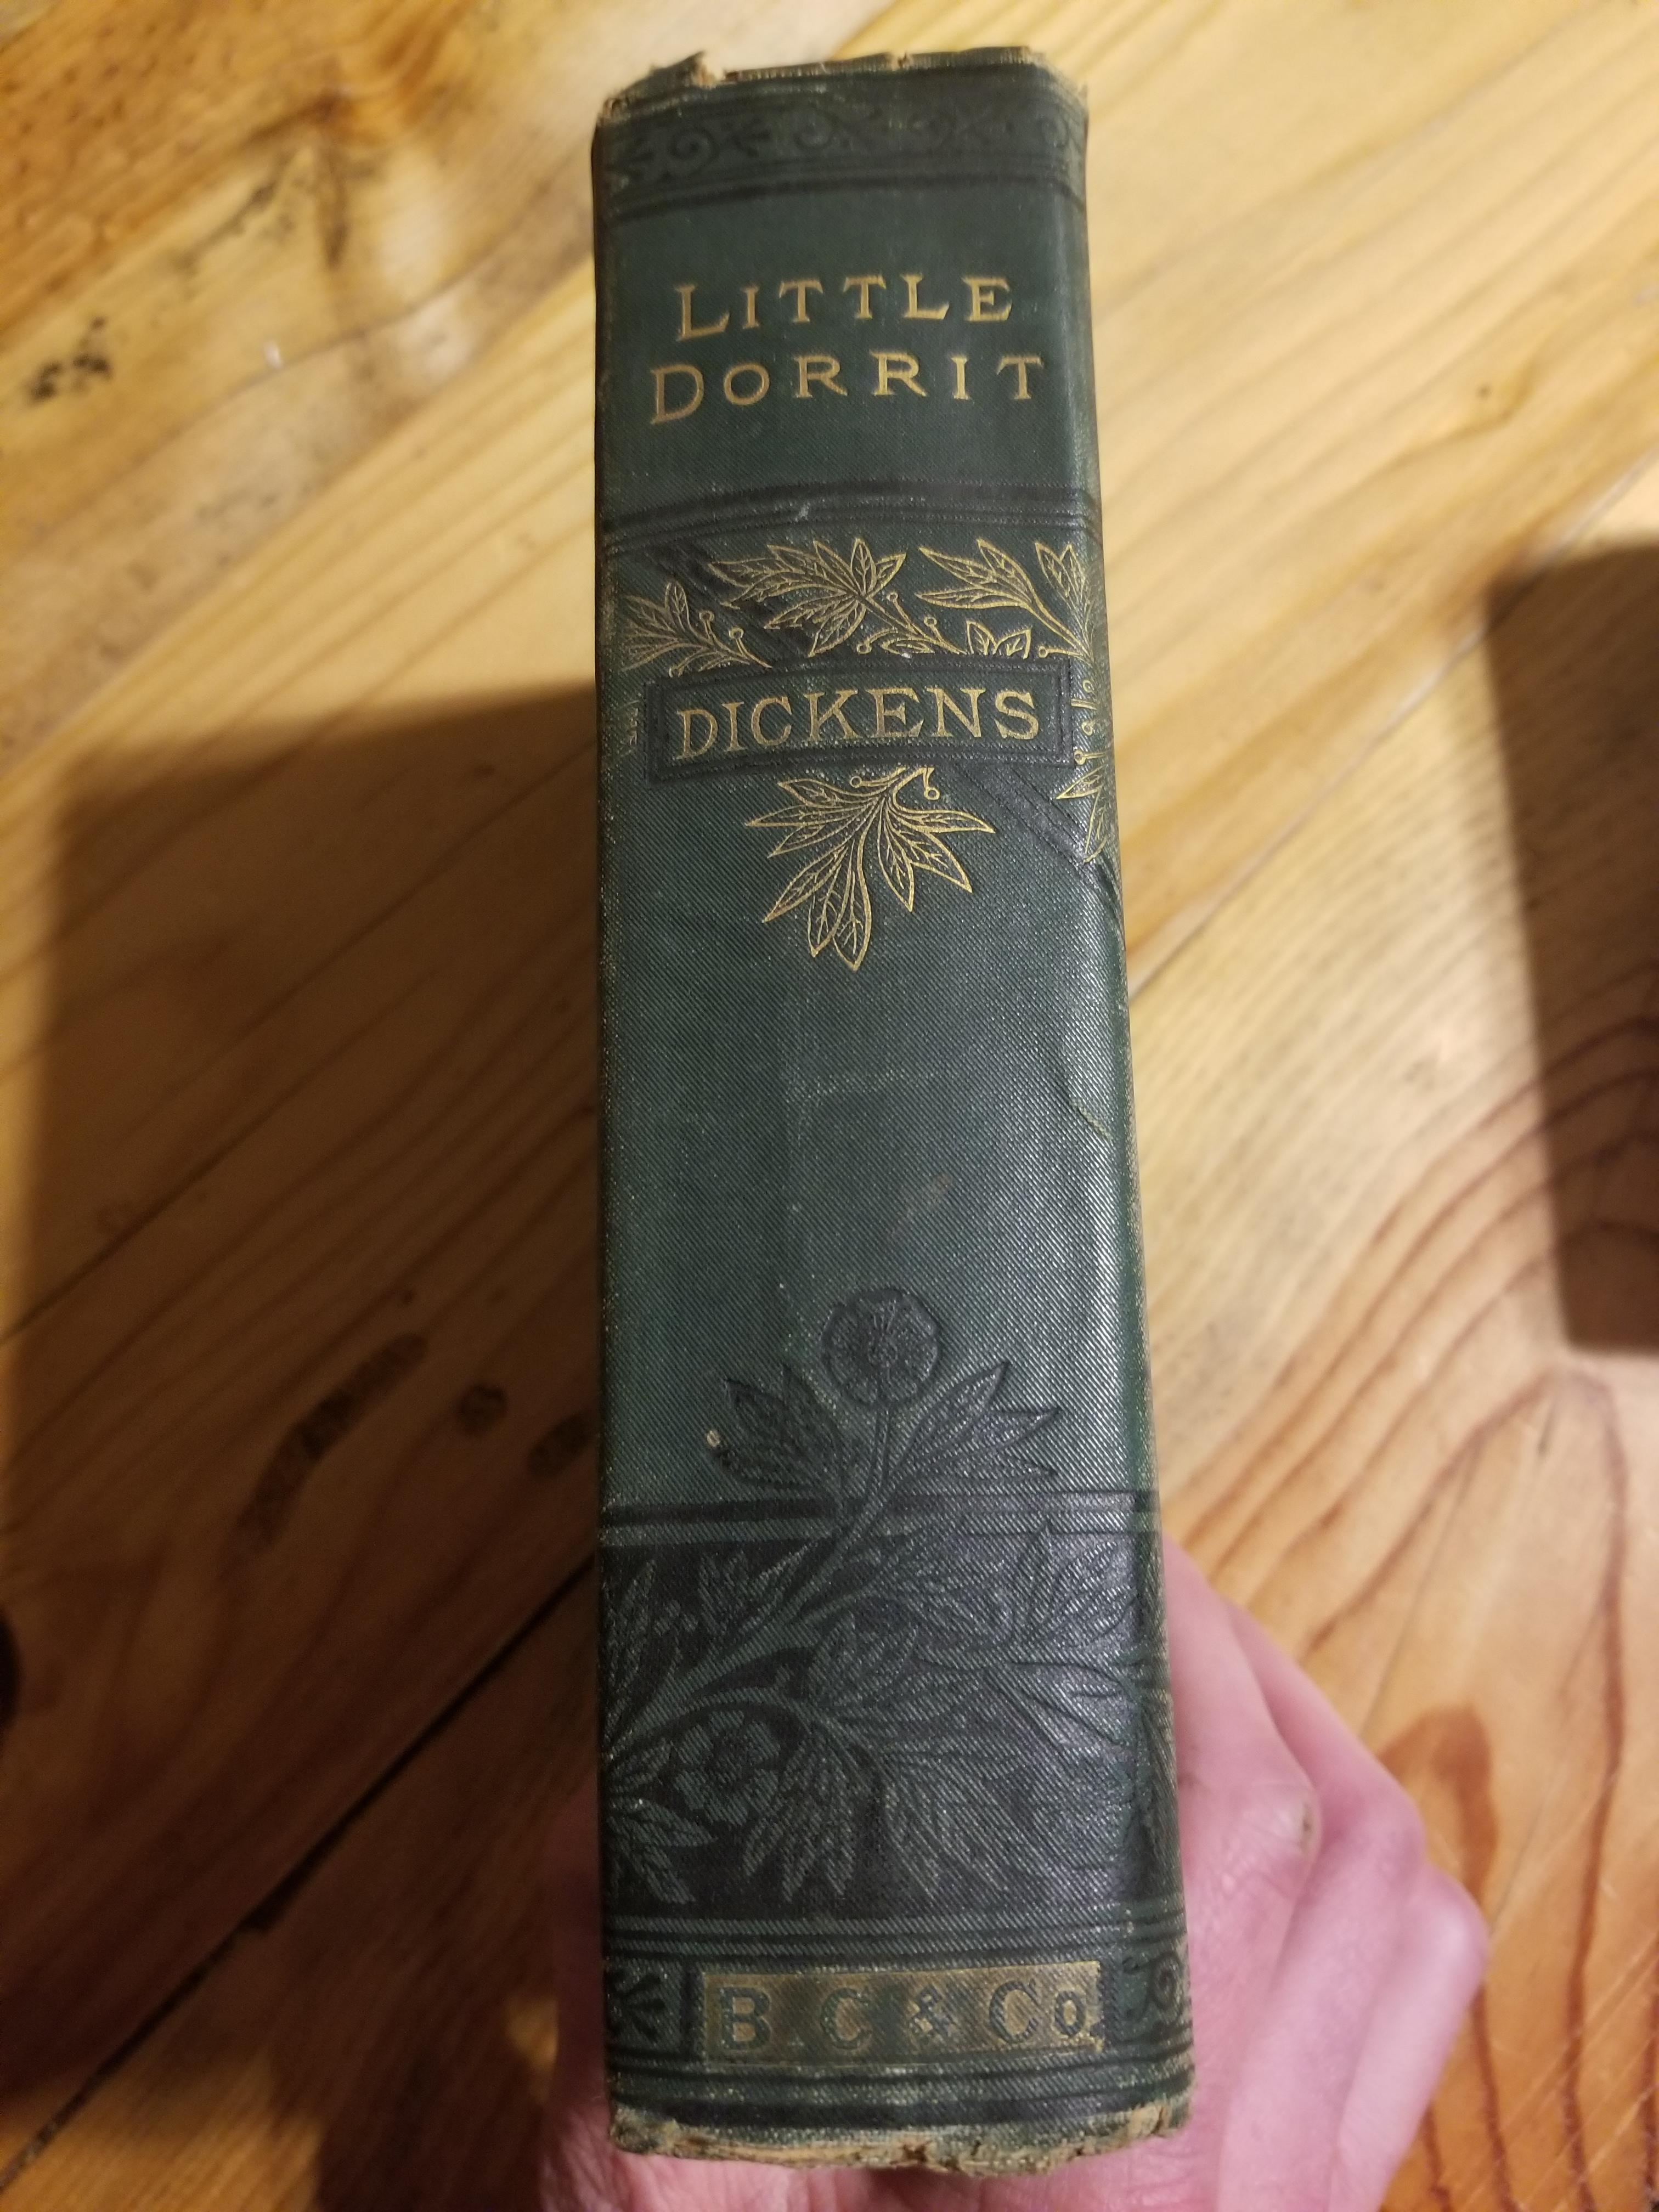 LITTLE
DORRIT
DICKENS
B C & Co.